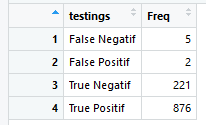 testings Freq
1 False Negatif 5
2 False Positif 2
3 True Negatif 221
4 True Positif 876